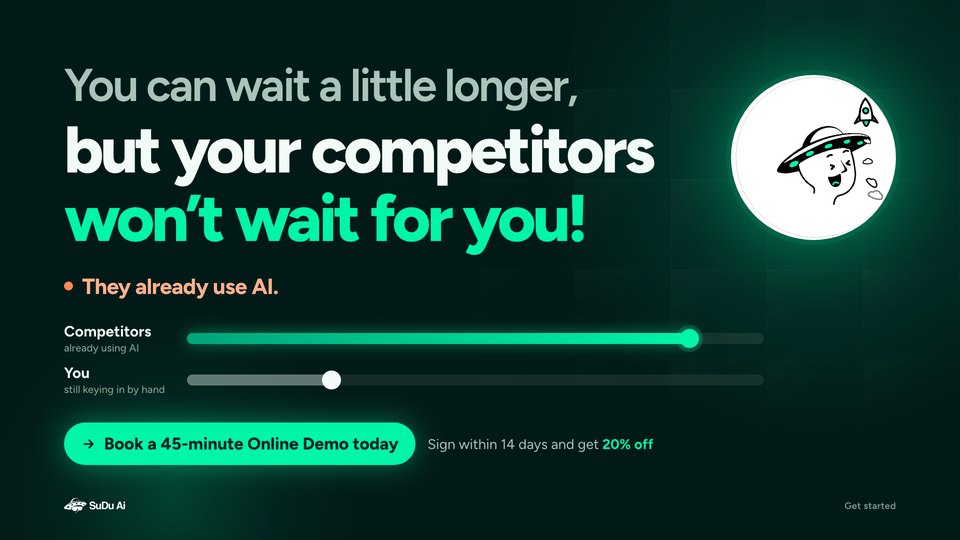 You can wait a little longer,
but your competitors
won't wait for you!
They already use AI.
Competitors
already using AI
You
still keying in by hand
→ Book a 45-minute Online Demo today
Sign within 14 days and get 20% off
SuDu Ai
Get started